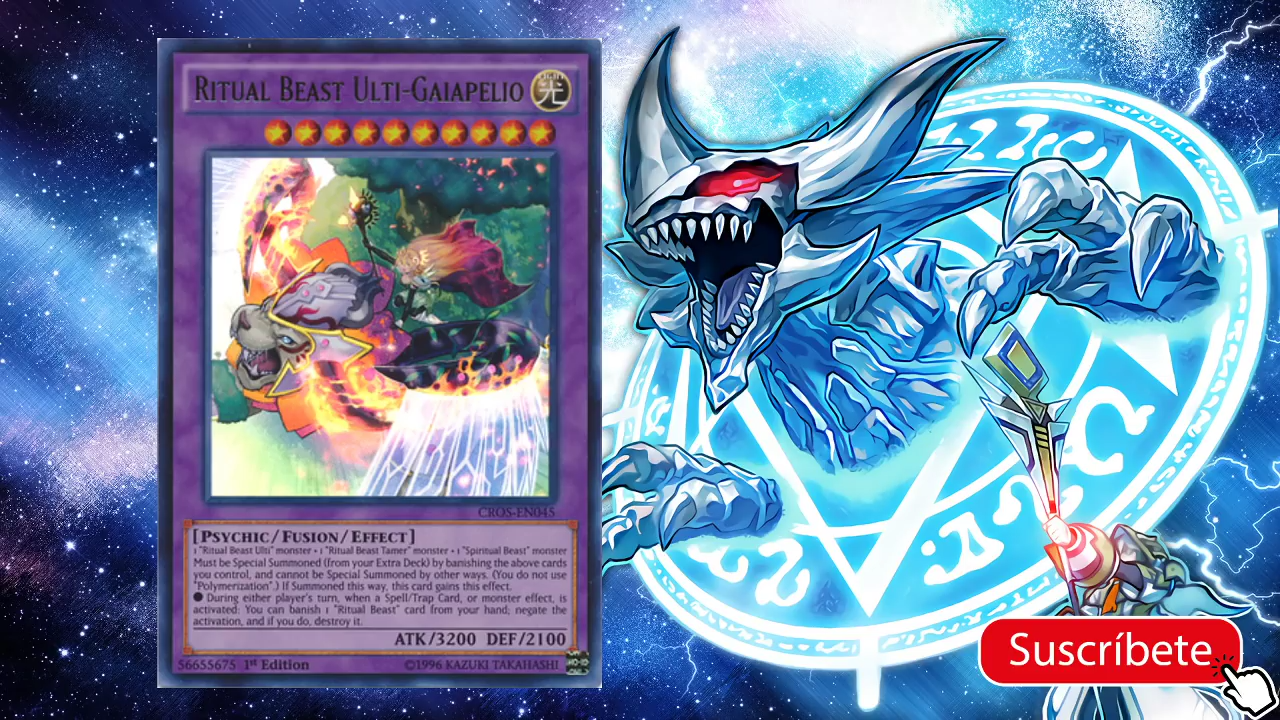 RITUAL BEAST ULTI-GAIAPELIO
LIGHT
光
CROS-EN045
[PSYCHIC/FUSION/EFFECT]
1 "Ritual Beast Ulti" monster + 1 "Ritual Beast Tamer" monster + 1 "Spiritual Beast" monster
Must be Special Summoned (from your Extra Deck) by banishing the above cards
you control, and cannot be Special Summoned by other ways. (You do not use
"Polymerization".) If Summoned this way, this card gains this effect.
● During either player's turn, when a Spell/Trap Card, or monster effect, is
activated: You can banish 1 "Ritual Beast" card from your hand; negate the
activation, and if you do, destroy it.
ATK/3200 DEF/2100
56655675 1st Edition ©1996 KAZUKI TAKAHASHI
Suscríbete